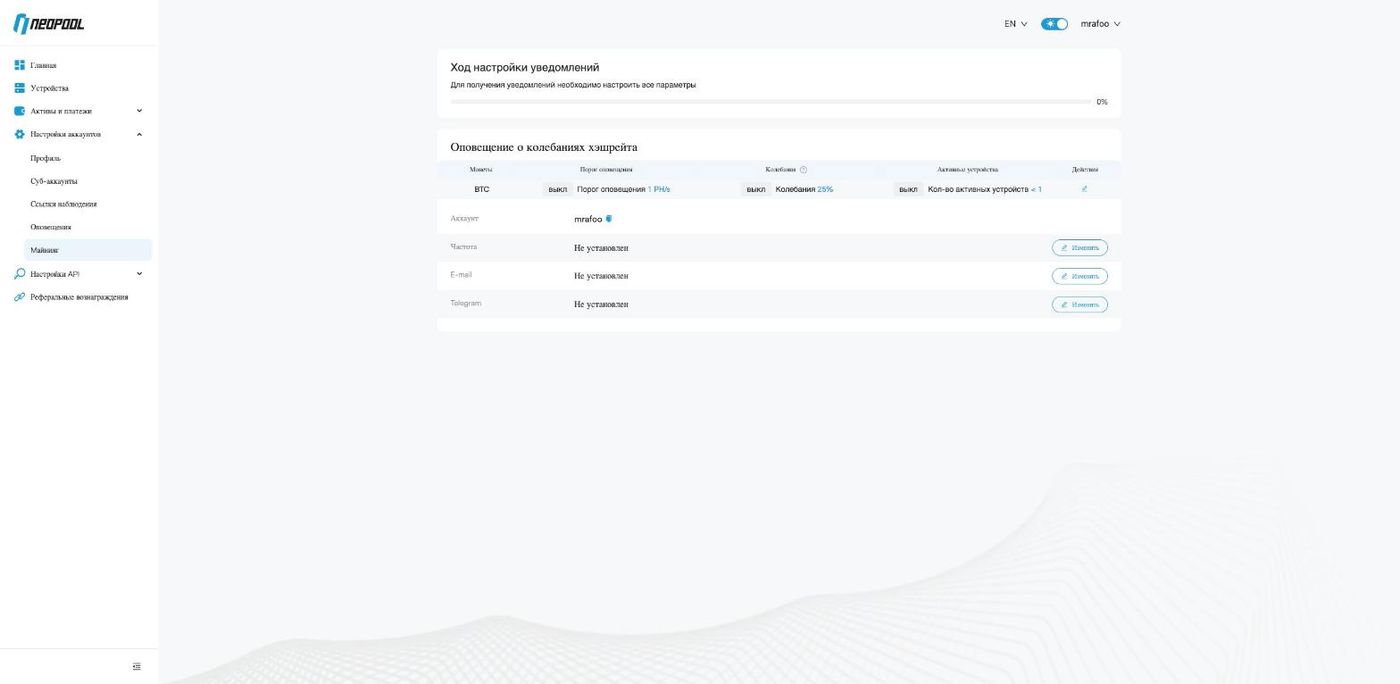 NEOPOOL
EN
mrafoo
Главная
Устройства
Активы и платежи
Настройки аккаунтов
Профиль
Суб-аккаунты
Ссылки наблюдения
Оповещения
Майнинг
Настройки API
Реферальные вознаграждения
Ход настройки уведомлений
Для получения уведомлений необходимо настроить все параметры
0%
Оповещение о колебаниях хэшрейта
Монеты Порог оповещения Колебания ? Активные устройства Действия
BTC выкл Порог оповещения 1 PH/s выкл Колебания 25% выкл Кол-во активных устройств < 1
Аккаунт mrafoo
Частота Не установлен Изменить
E-mail Не установлен Изменить
Telegram Не установлен Изменить